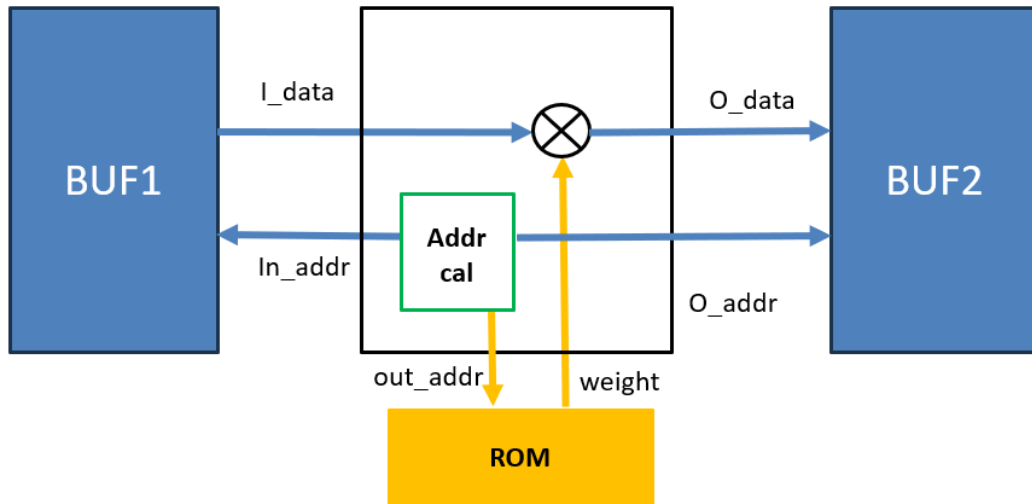 I_data
O_data
BUF1
BUF2
Addr
cal
In_addr
O_addr
out_addr
weight
ROM